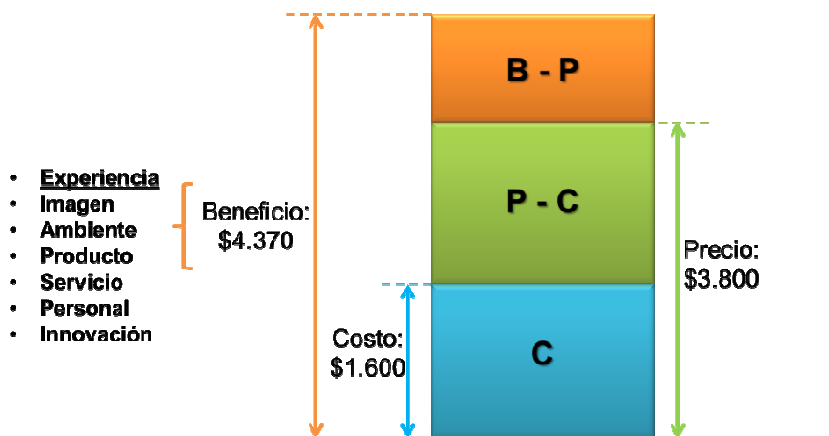 B - P
P - C
C
• Experiencia
• Imagen
• Ambiente
• Producto
• Servicio
• Personal
• Innovación
Beneficio:
$4.370
Costo:
$1.600
Precio:
$3.800